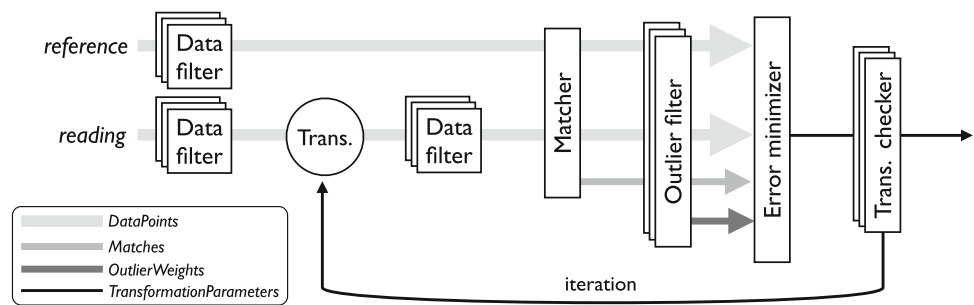 reference
Data
filter
reading
Data
filter
Trans.
Data
filter
Matcher
Outlier filter
Error minimizer
Trans. checker
DataPoints
Matches
OutlierWeights
TransformationParameters
iteration